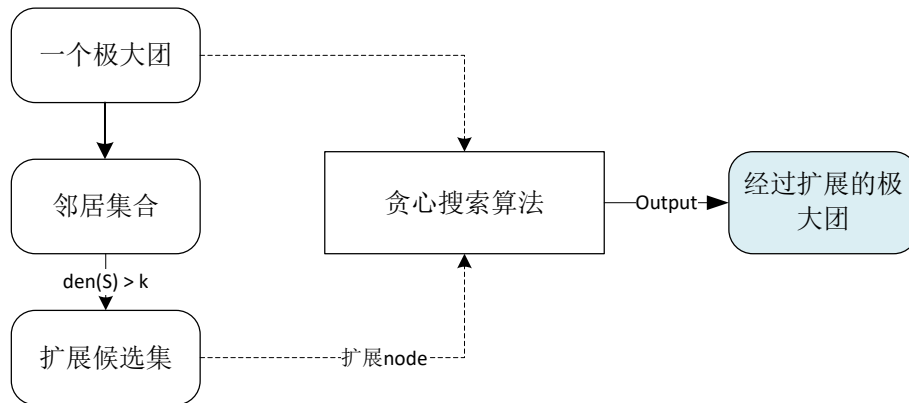 一个极大团
邻居集合
den(S) > k
扩展候选集
扩展node
贪心搜索算法
Output
经过扩展的极
大团